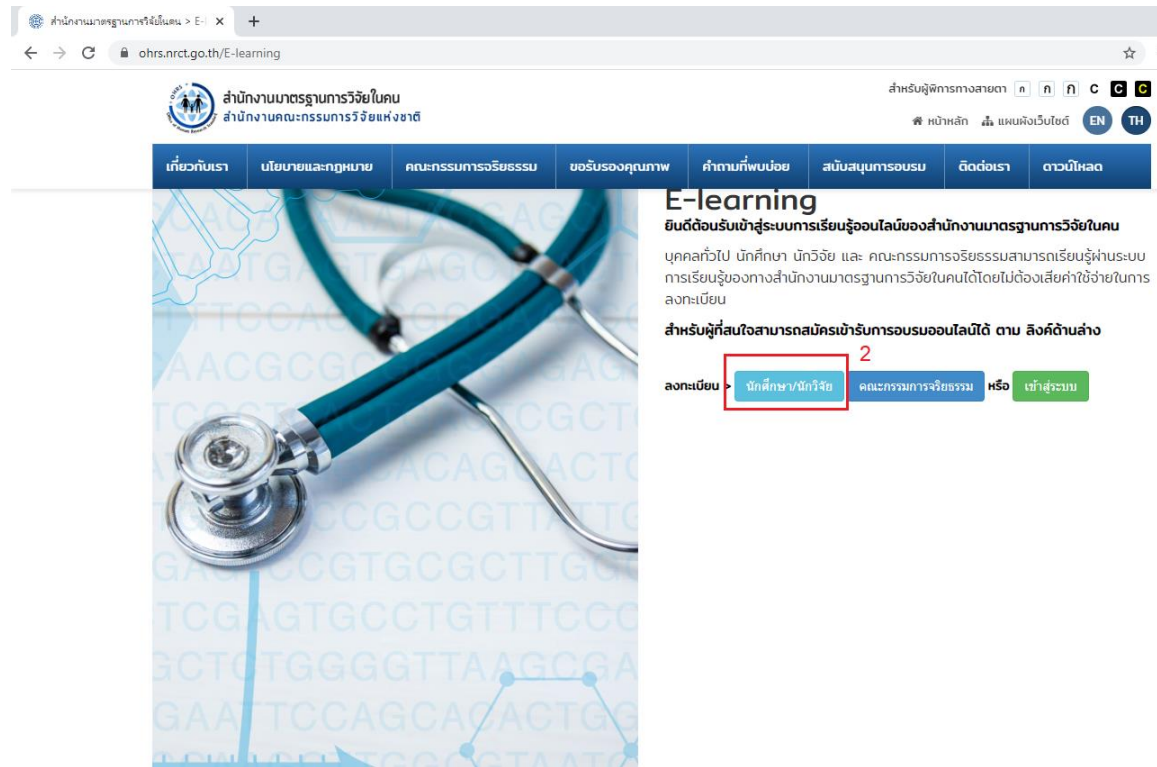 สำนักงานมาตรฐานการวิจัยในคน > E-
ohrs.nrct.go.th/E-learning
สำนักงานมาตรฐานการวิจัยในคน
สำนักงานคณะกรรมการวิจัยแห่งชาติ
สำหรับผู้พิการทางสายตา ก ก ก C C C
หน้าหลัก แผนผังเว็บไซต์ EN TH
เกี่ยวกับเรา นโยบายและกฎหมาย คณะกรรมการจริยธรรม ขอรับรองคุณภาพ คำถามที่พบบ่อย สนับสนุนการอบรม ติดต่อเรา ดาวน์โหลด
E-learning
ยินดีต้อนรับเข้าสู่ระบบการเรียนรู้ออนไลน์ของสำนักงานมาตรฐานการวิจัยในคน
บุคคลทั่วไป นักศึกษา นักวิจัย และ คณะกรรมการจริยธรรมสามารถเรียนรู้ผ่านระบบ
การเรียนรู้ของทางสำนักงานมาตรฐานการวิจัยในคนได้โดยไม่ต้องเสียค่าใช้จ่ายในการ
ลงทะเบียน
สำหรับผู้ที่สนใจสามารถสมัครเข้ารับการอบรมออนไลน์ได้ ตาม ลิงค์ด้านล่าง
2
ลงทะเบียน > นักศึกษา/นักวิจัย คณะกรรมการจริยธรรม หรือ เข้าสู่ระบบ